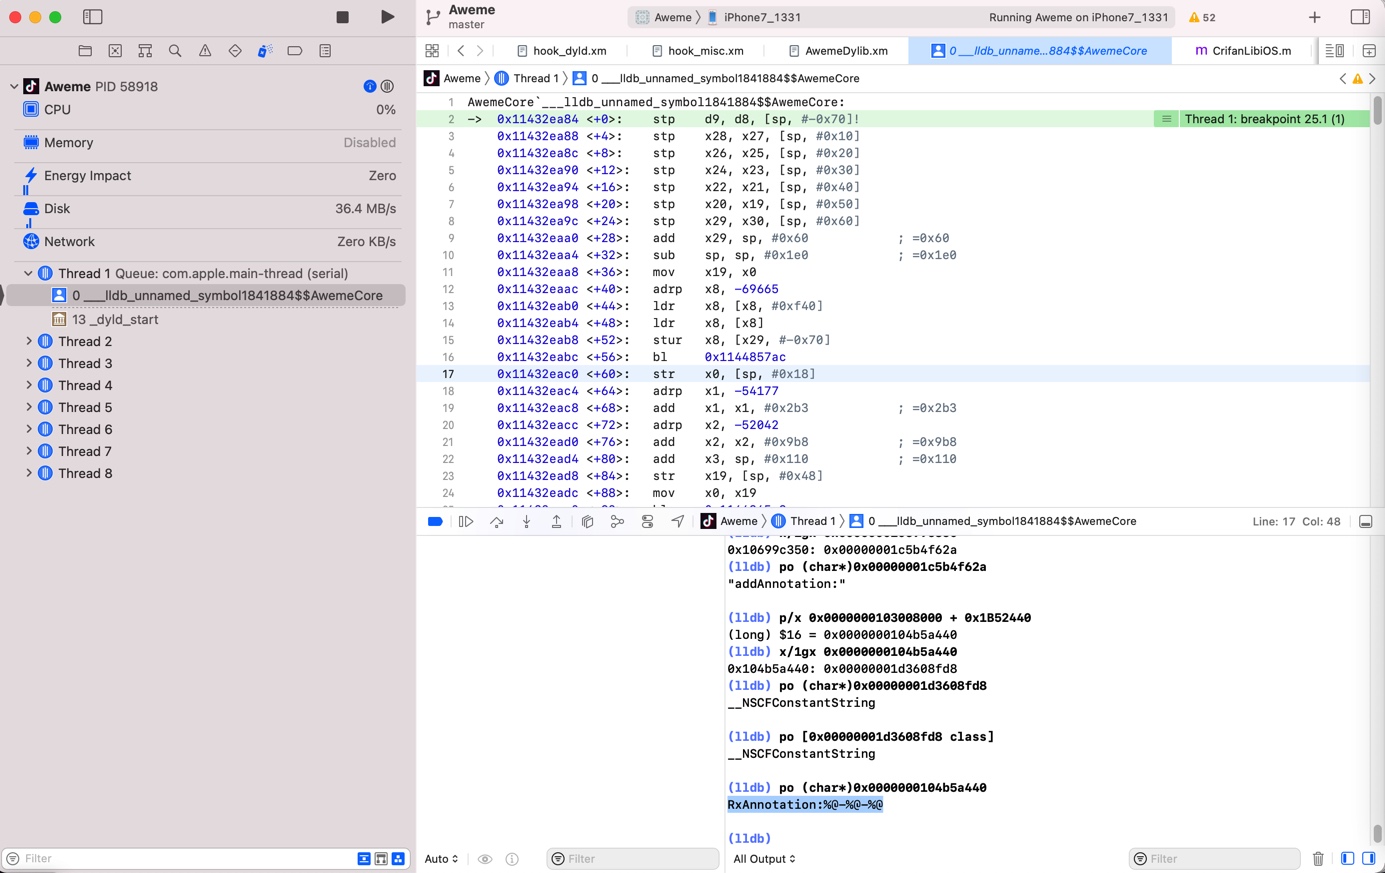 Aweme
master
Aweme
iPhone7_1331
Running Aweme on iPhone7_1331
52
hook_dyld.xm
hook_misc.xm
AwemeDylib.xm
0 ___lldb_unname...884$$AwemeCore
m CrifanLibiOS.m
Aweme PID 58918
CPU 0%
Memory Disabled
Energy Impact Zero
Disk 36.4 MB/s
Network Zero KB/s
Thread 1 Queue: com.apple.main-thread (serial)
0 ___lldb_unnamed_symbol1841884$$AwemeCore
13 _dyld_start
Thread 2
Thread 3
Thread 4
Thread 5
Thread 6
Thread 7
Thread 8
Filter
Aweme
Thread 1
0 ___lldb_unnamed_symbol1841884$$AwemeCore
1 AwemeCore`___lldb_unnamed_symbol1841884$$AwemeCore:
2 -> 0x11432ea84 <+0>: stp d9, d8, [sp, #-0x70]!
Thread 1: breakpoint 25.1 (1)
3 0x11432ea88 <+4>: stp x28, x27, [sp, #0x10]
4 0x11432ea8c <+8>: stp x26, x25, [sp, #0x20]
5 0x11432ea90 <+12>: stp x24, x23, [sp, #0x30]
6 0x11432ea94 <+16>: stp x22, x21, [sp, #0x40]
7 0x11432ea98 <+20>: stp x20, x19, [sp, #0x50]
8 0x11432ea9c <+24>: stp x29, x30, [sp, #0x60]
9 0x11432eaa0 <+28>: add x29, sp, #0x60 ; =0x60
10 0x11432eaa4 <+32>: sub sp, sp, #0x1e0 ; =0x1e0
11 0x11432eaa8 <+36>: mov x19, x0
12 0x11432eaac <+40>: adrp x8, -69665
13 0x11432eab0 <+44>: ldr x8, [x8, #0xf40]
14 0x11432eab4 <+48>: ldr x8, [x8]
15 0x11432eab8 <+52>: stur x8, [x29, #-0x70]
16 0x11432eabc <+56>: bl 0x1144857ac
17 0x11432eac0 <+60>: str x0, [sp, #0x18]
18 0x11432eac4 <+64>: adrp x1, -54177
19 0x11432eac8 <+68>: add x1, x1, #0x2b3 ; =0x2b3
20 0x11432eacc <+72>: adrp x2, -52042
21 0x11432ead0 <+76>: add x2, x2, #0x9b8 ; =0x9b8
22 0x11432ead4 <+80>: add x3, sp, #0x110 ; =0x110
23 0x11432ead8 <+84>: str x19, [sp, #0x48]
24 0x11432eadc <+88>: mov x0, x19
Aweme
Thread 1
0 ___lldb_unnamed_symbol1841884$$AwemeCore
Line: 17 Col: 48
0x10699c350: 0x00000001c5b4f62a
(lldb) po (char*)0x00000001c5b4f62a
"addAnnotation:"
(lldb) p/x 0x0000000103008000 + 0x1B52440
(long) $16 = 0x0000000104b5a440
(lldb) x/1gx 0x0000000104b5a440
0x104b5a440: 0x00000001d3608fd8
(lldb) po (char*)0x00000001d3608fd8
__NSCFConstantString
(lldb) po [0x00000001d3608fd8 class]
__NSCFConstantString
(lldb) po (char*)0x0000000104b5a440
RxAnnotation:%@-%@-%@
(lldb)
Auto
Filter
All Output
Filter